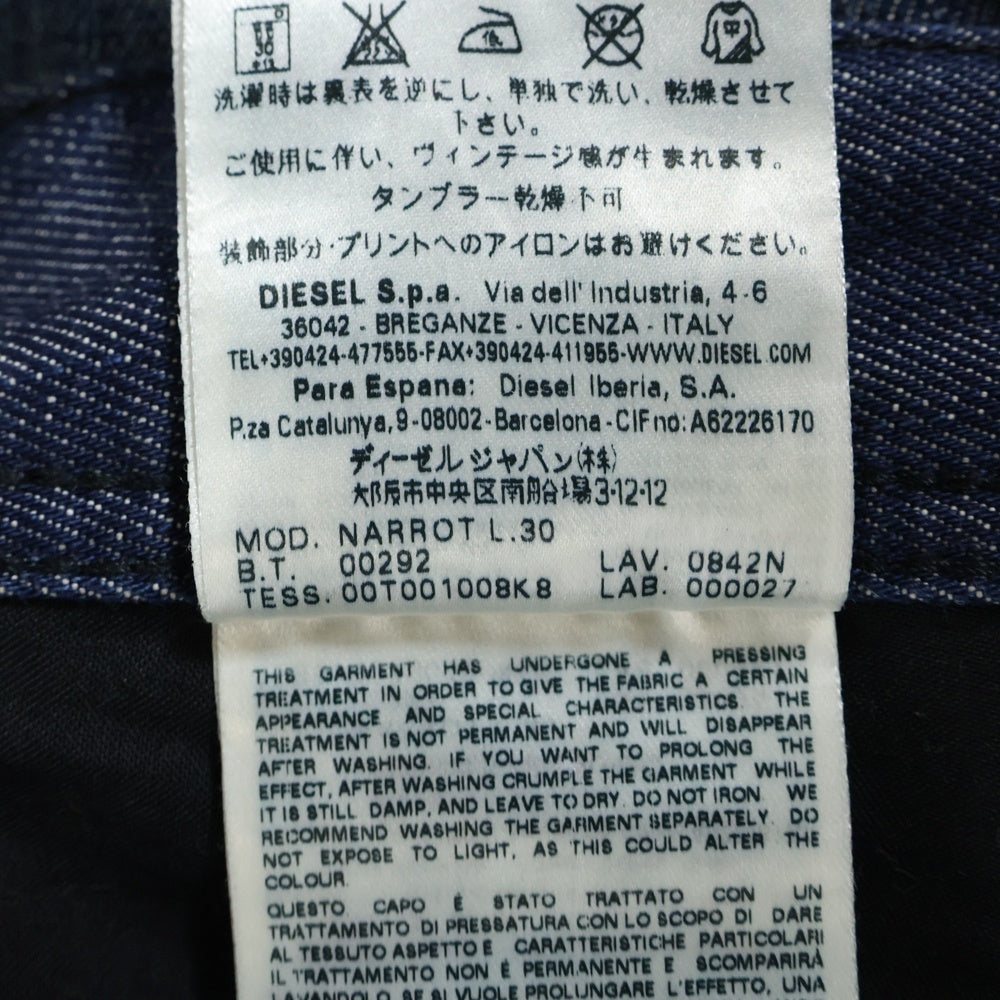 30
低
洗濯時は裏表を逆にし、単独で洗い、乾燥させて
下さい。
ご使用に伴い、ヴィンテージ感が生まれます。
タンブラー乾燥不可
装飾部分・プリントへのアイロンはお避けください。
DIESEL S.p.a. Via dell' Industria, 4-6
36042 - BREGANZE - VICENZA - ITALY
TEL+390424-477555-FAX+390424-411955-WWW.DIESEL.COM
Para Espana: Diesel Iberia, S.A.
P.za Catalunya, 9-08002-Barcelona-CIF no: A62226170
ディーゼル ジャパン(株)
大阪市中央区南船場3-12-12
MOD. NARROT L.30
B.T. 00292 LAV. 0842N
TESS. 00T001008K8 LAB. 000027
THIS GARMENT HAS UNDERGONE A PRESSING
TREATMENT IN ORDER TO GIVE THE FABRIC A CERTAIN
APPEARANCE AND SPECIAL CHARACTERISTICS. THE
TREATMENT IS NOT PERMANENT AND WILL DISAPPEAR
AFTER WASHING. IF YOU WANT TO PROLONG THE
EFFECT, AFTER WASHING CRUMPLE THE GARMENT WHILE
IT IS STILL DAMP, AND LEAVE TO DRY. DO NOT IRON. WE
RECOMMEND WASHING THE GARMENT SEPARATELY. DO
NOT EXPOSE TO LIGHT, AS THIS COULD ALTER THE
COLOUR.
QUESTO CAPO È STATO TRATTATO CON UN
TRATTAMENTO DI PRESSATURA CON LO SCOPO DI DARE
AL TESSUTO ASPETTO E CARATTERISTICHE PARTICOLARI
IL TRATTAMENTO NON È PERMANENTE E SCOMPARIRÀ
LAVANDOLO. SE SI VUOLE PROLUNGARE L'EFFETTO, UNA